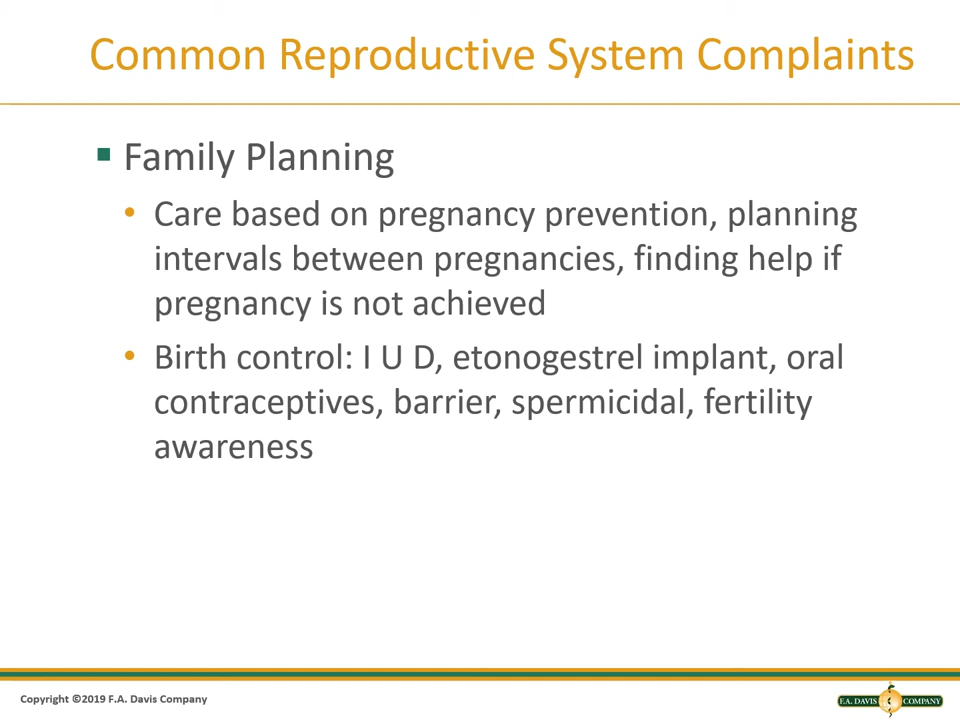 Common Reproductive System Complaints
Family Planning
Care based on pregnancy prevention, planning
intervals between pregnancies, finding help if
pregnancy is not achieved
Birth control: I U D, etonogestrel implant, oral
contraceptives, barrier, spermicidal, fertility
awareness
Copyright ©2019 F.A. Davis Company
F.A. DAVIS COMPANY